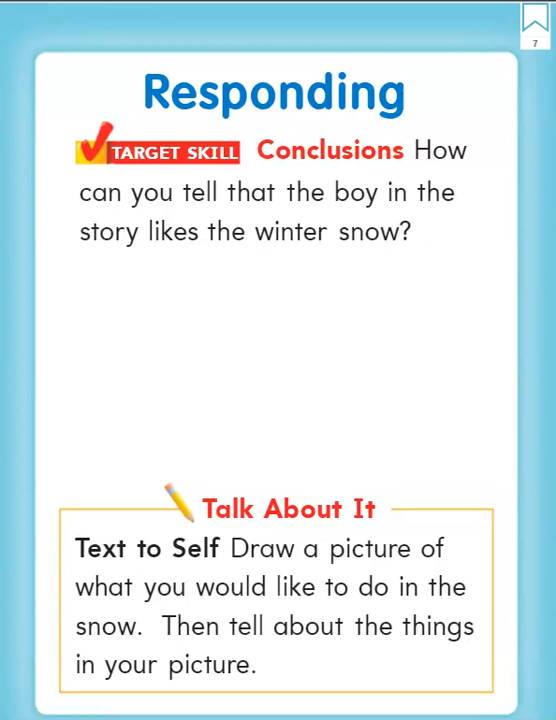 7
Responding
TARGET SKILL Conclusions How
can you tell that the boy in the
story likes the winter snow?
Talk About It
Text to Self Draw a picture of
what you would like to do in the
snow. Then tell about the things
in your picture.